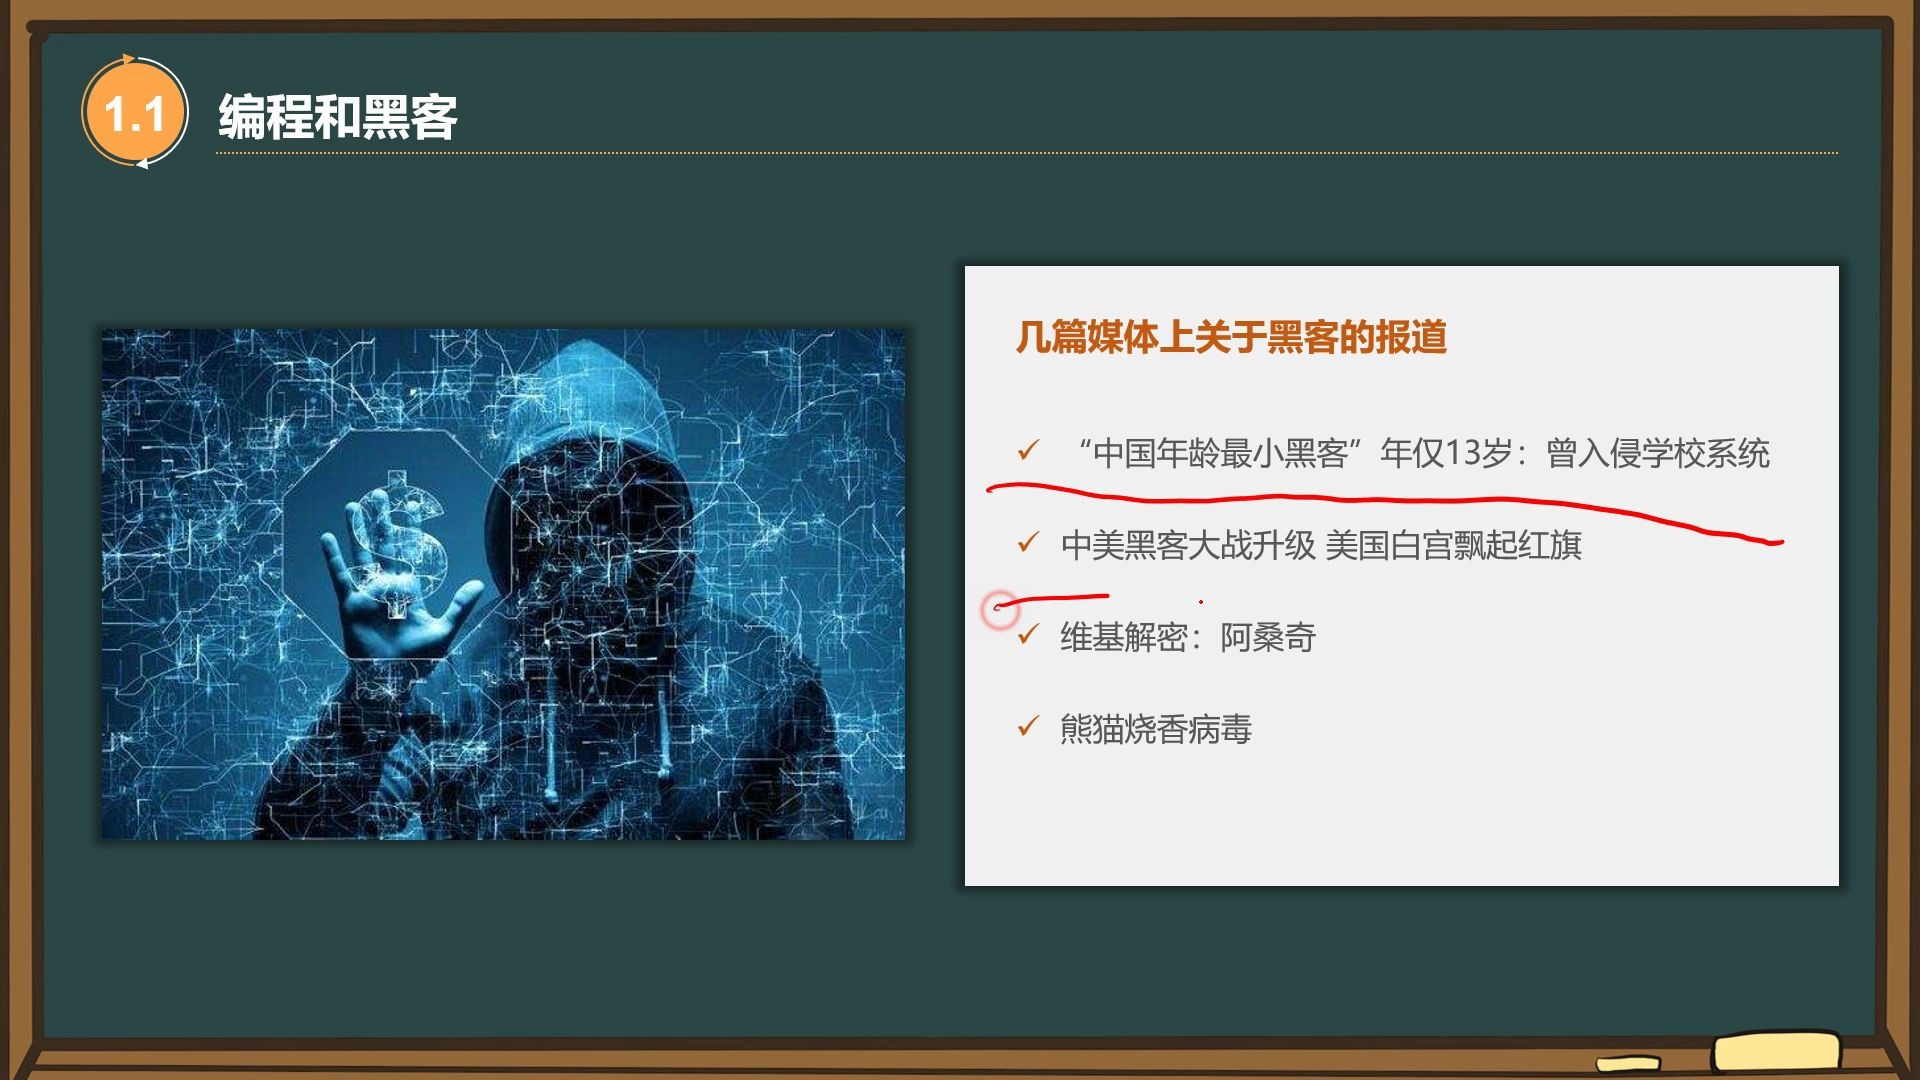 1.1
编程和黑客
几篇媒体上关于黑客的报道
“中国年龄最小黑客”年仅13岁：曾入侵学校系统
中美黑客大战升级 美国白宫飘起红旗
维基解密：阿桑奇
熊猫烧香病毒